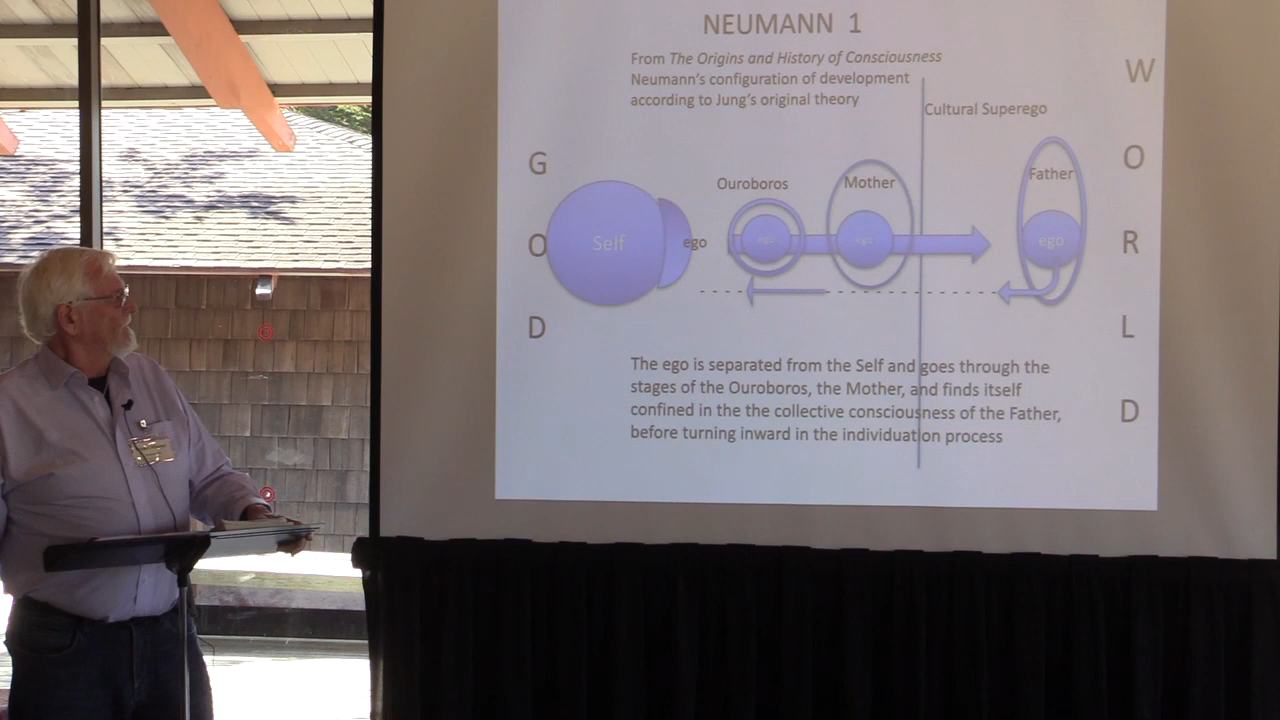 NEUMANN 1
From The Origins and History of Consciousness
Neumann's configuration of development
according to Jung's original theory
Cultural Superego
G
O
D
W
O
R
L
D
Self
ego
Ouroboros
ego
Mother
ego
Father
ego
The ego is separated from the Self and goes through the
stages of the Ouroboros, the Mother, and finds itself
confined in the the collective consciousness of the Father,
before turning inward in the individuation process